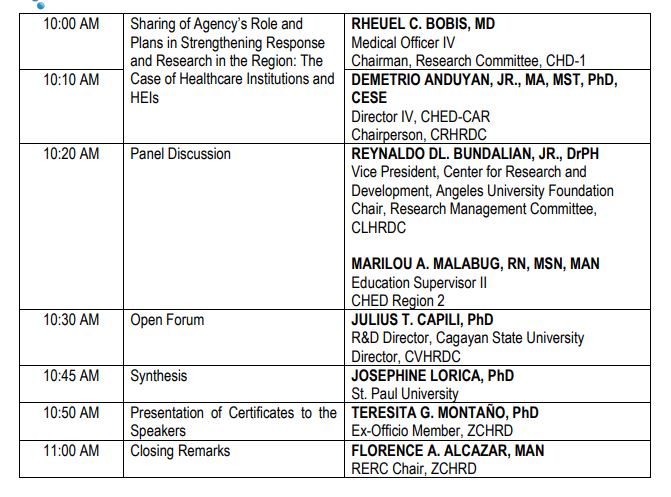 10:00 AM
Sharing of Agency's Role and
Plans in Strengthening Response
and Research in the Region: The
Case of Healthcare Institutions and
HEIs
RHEUEL C. BOBIS, MD
Medical Officer IV
Chairman, Research Committee, CHD-1
10:10 AM
DEMETRIO ANDUYAN, JR., MA, MST, PhD,
CESE
Director IV, CHED-CAR
Chairperson, CRHRDC
10:20 AM
Panel Discussion
REYNALDO DL. BUNDALIAN, JR., DrPH
Vice President, Center for Research and
Development, Angeles University Foundation
Chair, Research Management Committee,
CLHRDC
MARILOU A. MALABUG, RN, MSN, MAN
Education Supervisor II
CHED Region 2
10:30 AM
Open Forum
JULIUS T. CAPILI, PhD
R&D Director, Cagayan State University
Director, CVHRDC
10:45 AM
Synthesis
JOSEPHINE LORICA, PhD
St. Paul University
10:50 AM
Presentation of Certificates to the
Speakers
TERESITA G. MONTAÑO, PhD
Ex-Officio Member, ZCHRD
11:00 AM
Closing Remarks
FLORENCE A. ALCAZAR, MAN
RERC Chair, ZCHRD